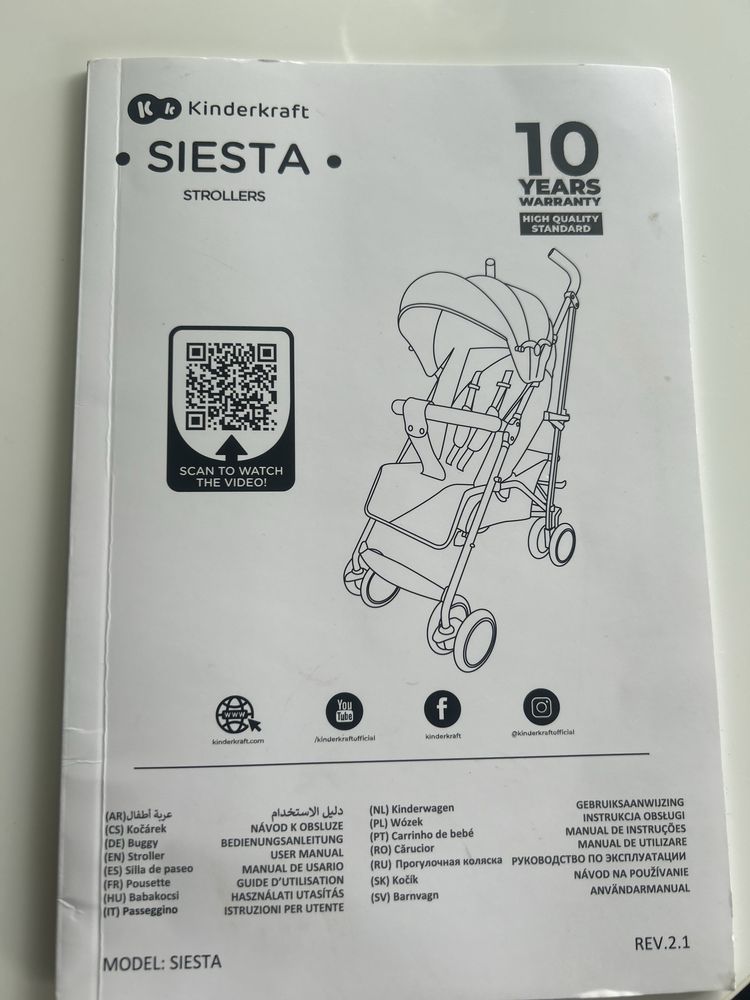 Kinderkraft
• SIESTA •
STROLLERS
10
YEARS
WARRANTY
HIGH QUALITY
STANDARD
SCAN TO WATCH
THE VIDEO!
WWW
kinderkraft.com
You
Tube
/kinderkraftofficial
f
kinderkraft
@kinderkraftofficial
(AR) عربة أطفال دليل الاستخدام
(CS) Kočárek NÁVOD K OBSLUZE
(DE) Buggy BEDIENUNGSANLEITUNG
(EN) Stroller USER MANUAL
(ES) Silla de paseo MANUAL DE USARIO
(FR) Pousette GUIDE D'UTILISATION
(HU) Babakocsi HASZNÁLATI UTASÍTÁS
(IT) Passeggino ISTRUZIONI PER UTENTE
(NL) Kinderwagen GEBRUIKSAANWIJZING
(PL) Wózek INSTRUKCJA OBSŁUGI
(PT) Carrinho de bebé MANUAL DE INSTRUÇÕES
(RO) Cărucior MANUAL DE UTILIZARE
(RU) Прогулочная коляска РУКОВОДСТВО ПО ЭКСПЛУАТАЦИИ
(SK) Kočík NÁVOD NA POUŽÍVANIE
(SV) Barnvagn ANVÄNDARMANUAL
MODEL: SIESTA
REV.2.1